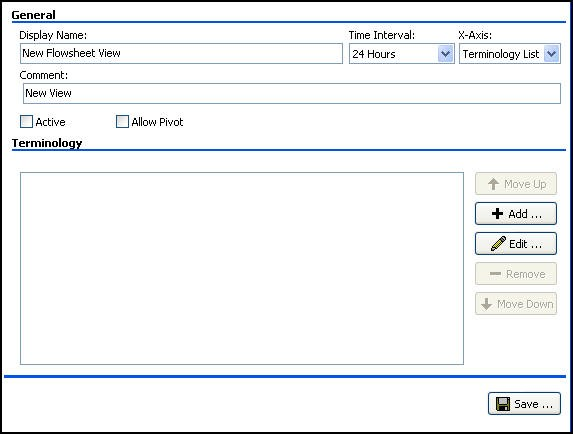 General
Display Name: Time Interval: X-Axis:
New Flowsheet View 24 Hours Terminology List
Comment:
New View
Active Allow Pivot
Terminology
Move Up
Add ...
Edit ...
Remove
Move Down
Save ...